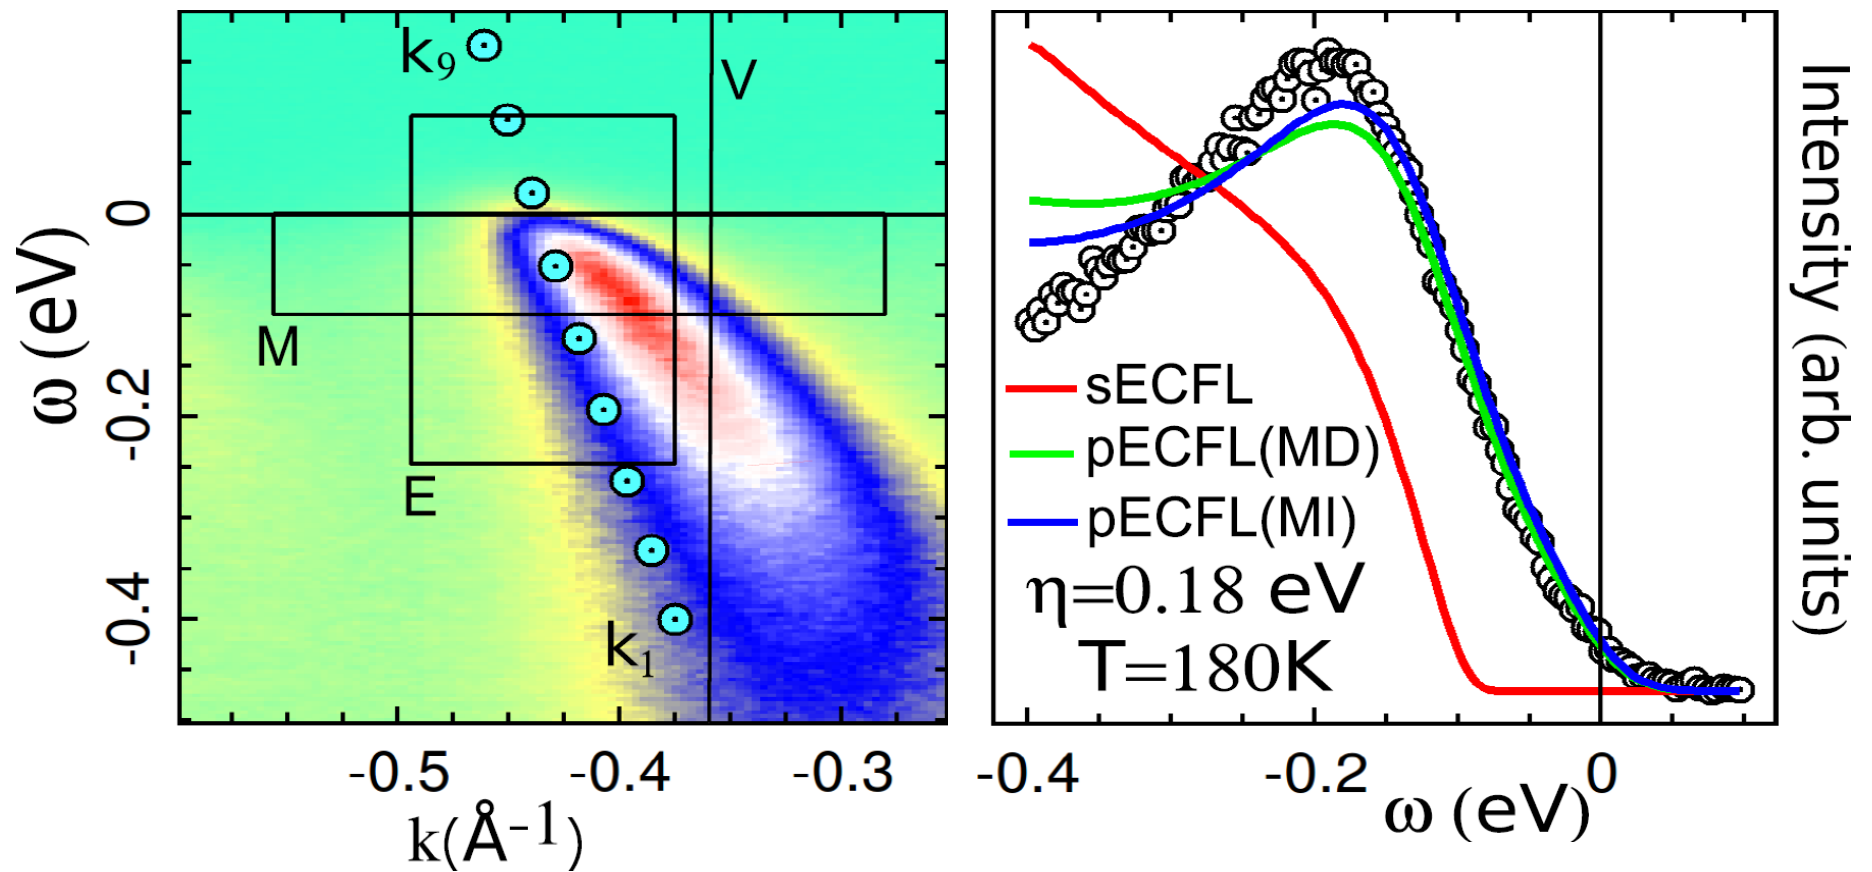 k₉
V
M
E
k₁
0
-0.2
-0.4
ω (eV)
-0.5 -0.4 -0.3
k(Å⁻¹)
sECFL
pECFL(MD)
pECFL(MI)
η=0.18 eV
T=180K
-0.4 -0.2 0
ω (eV)
Intensity (arb. units)